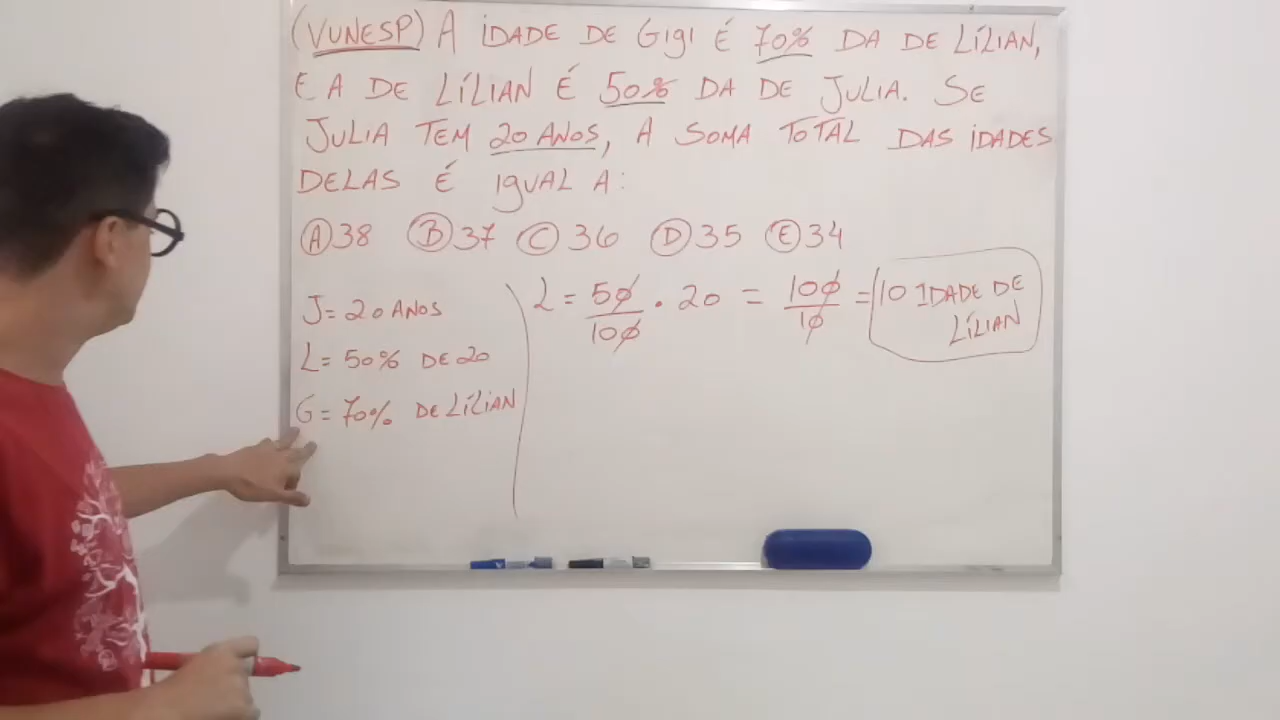 (VUNESP) A IDADE DE GIGI É 70% DA DE LÍLIAN,
E A DE LÍLIAN É 50% DA DE JULIA. SE
JULIA TEM 20 ANOS, A SOMA TOTAL DAS IDADES
DELAS É IGUAL A:
A 38 B 37 C 36 D 35 E 34
J = 20 ANOS
L = 50% DE 20
G = 70% DE LÍLIAN
L = 50/100 . 20 = 100/10 = 10 IDADE DE
LÍLIAN